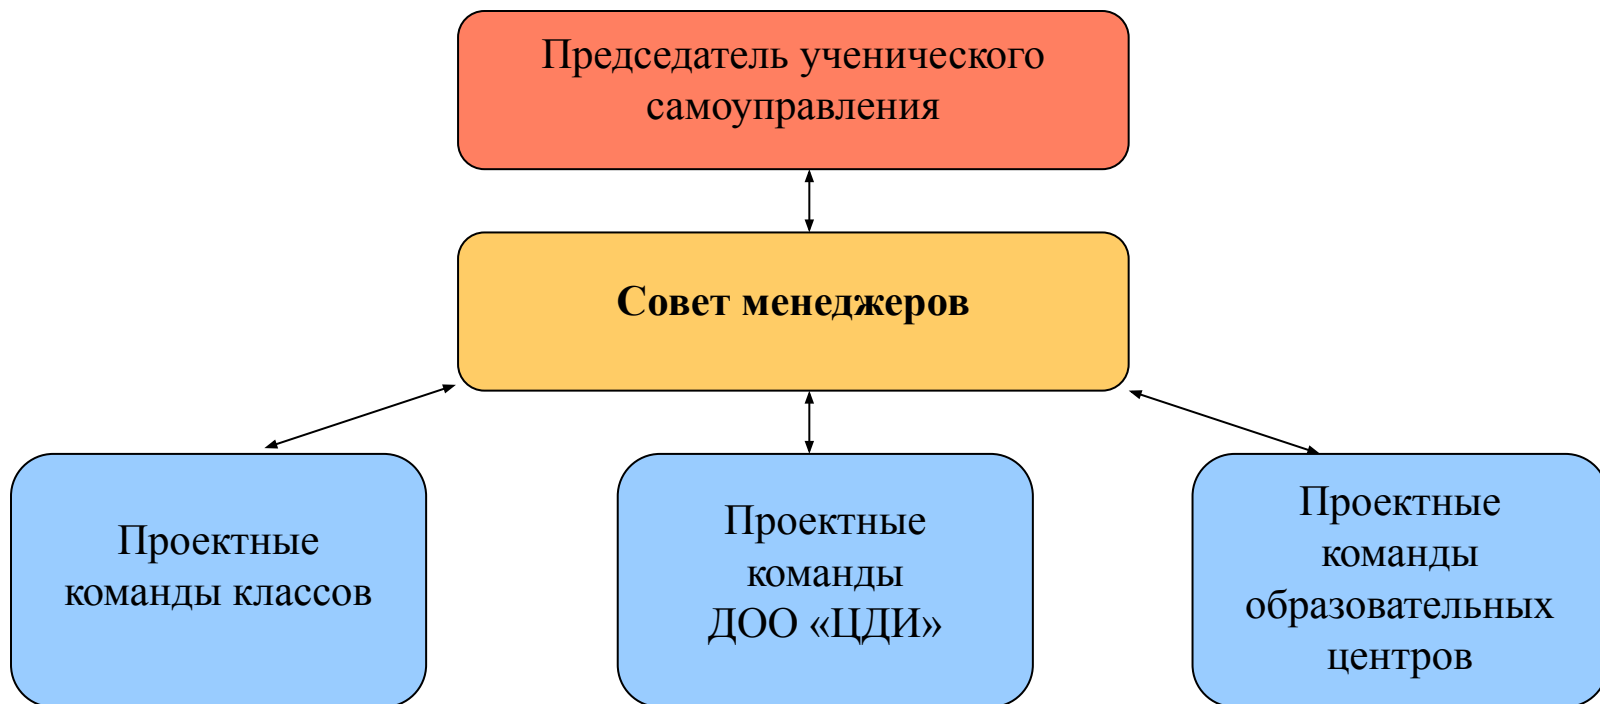 Председатель ученического
самоуправления
Совет менеджеров
Проектные
команды классов
Проектные
команды
ДОО «ЦДИ»
Проектные
команды
образовательных
центров